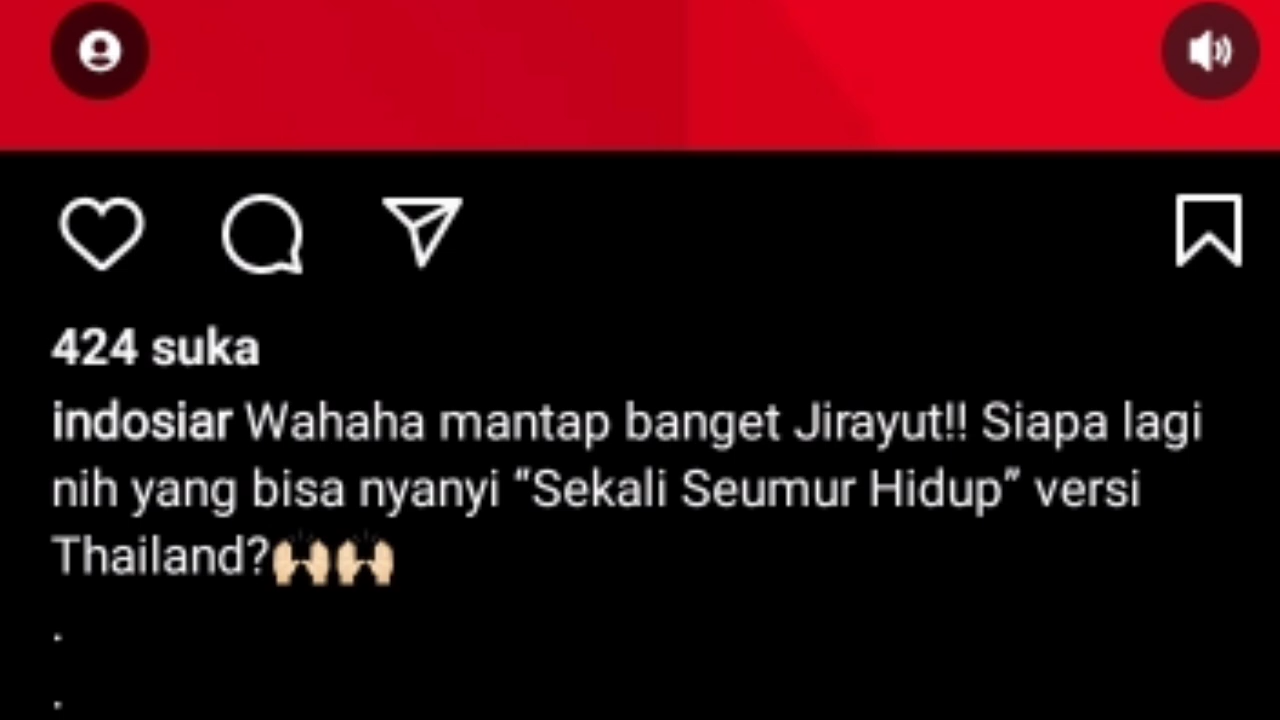 424 suka
indosiar Wahaha mantap banget Jirayut!! Siapa lagi
nih yang bisa nyanyi “Sekali Seumur Hidup” versi
Thailand?🙌🏼🙌🏼
.
.